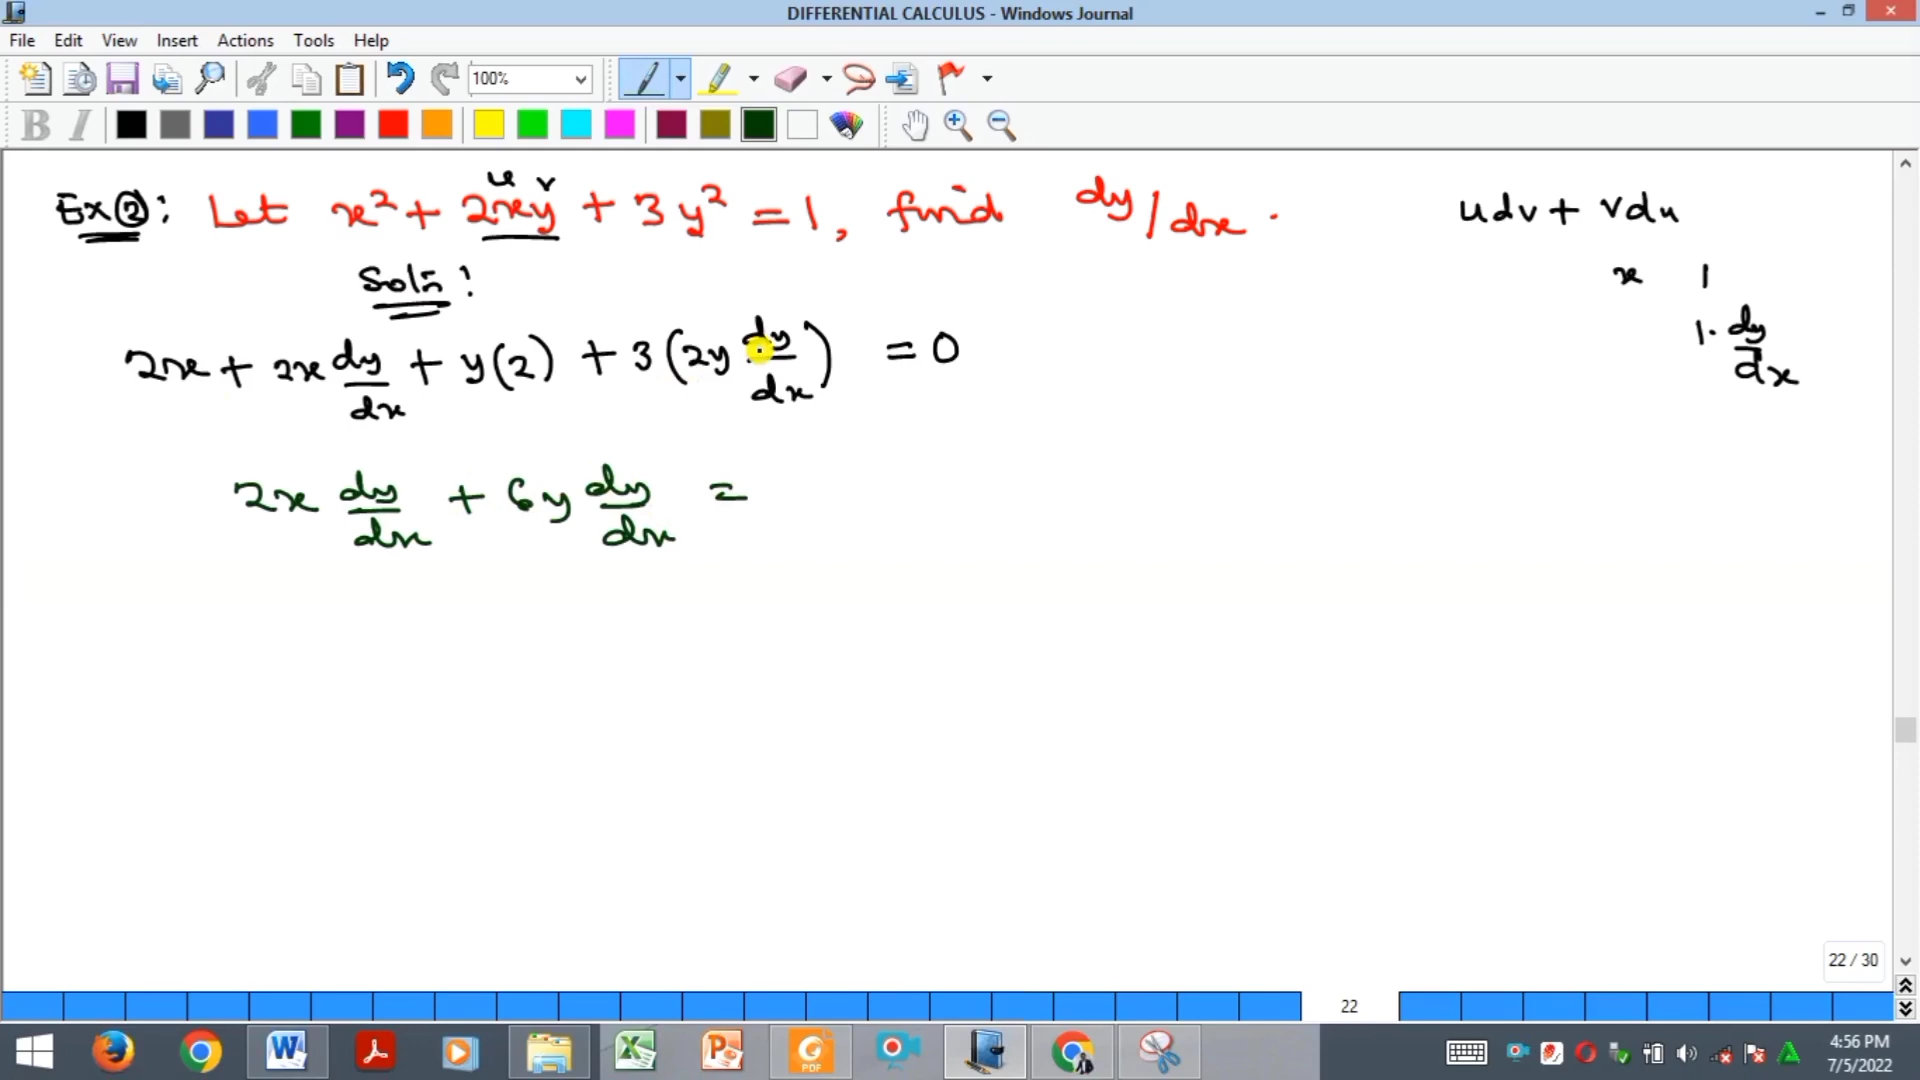 DIFFERENTIAL CALCULUS - Windows Journal
File Edit View Insert Actions Tools Help
100%
B I
u v
Ex②: Let x² + 2xy + 3y² = 1, find dy/dx.
udv + vdu
Soln:
x 1
1. dy/dx
2x + 2x dy/dx + y(2) + 3(2y dy/dx) = 0
2x dy/dx + 6y dy/dx =
22 / 30
22
W
X
P
PDF
4:56 PM
7/5/2022